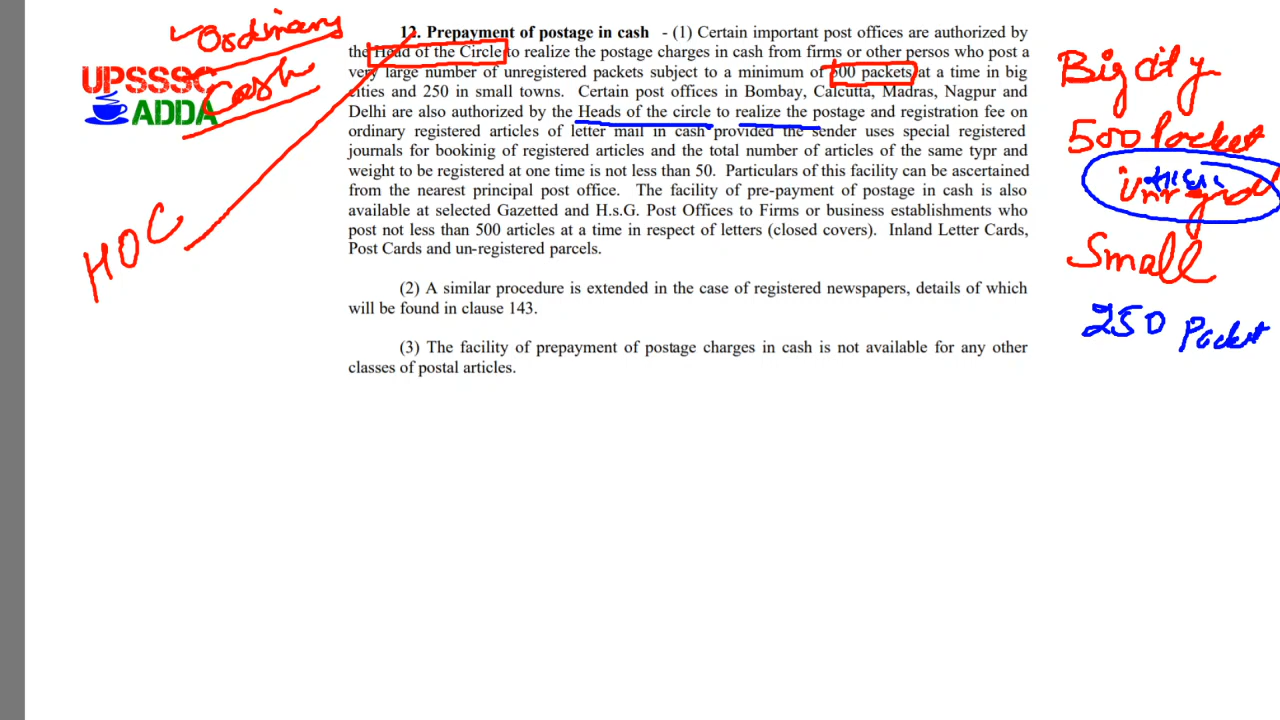 Ordinary
Cash
UPSSSC
ADDA
HOC
12. Prepayment of postage in cash - (1) Certain important post offices are authorized by
the Head of the Circle to realize the postage charges in cash from firms or other persos who post a
very large number of unregistered packets subject to a minimum of 500 packets at a time in big
cities and 250 in small towns. Certain post offices in Bombay, Calcutta, Madras, Nagpur and
Delhi are also authorized by the Heads of the circle to realize the postage and registration fee on
ordinary registered articles of letter mail in cash provided the sender uses special registered
journals for bookinig of registered articles and the total number of articles of the same typr and
weight to be registered at one time is not less than 50. Particulars of this facility can be ascertained
from the nearest principal post office. The facility of pre-payment of postage in cash is also
available at selected Gazetted and H.s.G. Post Offices to Firms or business establishments who
post not less than 500 articles at a time in respect of letters (closed covers). Inland Letter Cards,
Post Cards and un-registered parcels.
(2) A similar procedure is extended in the case of registered newspapers, details of which
will be found in clause 143.
(3) The facility of prepayment of postage charges in cash is not available for any other
classes of postal articles.
Big city
500 Packet
Small
250 Packet